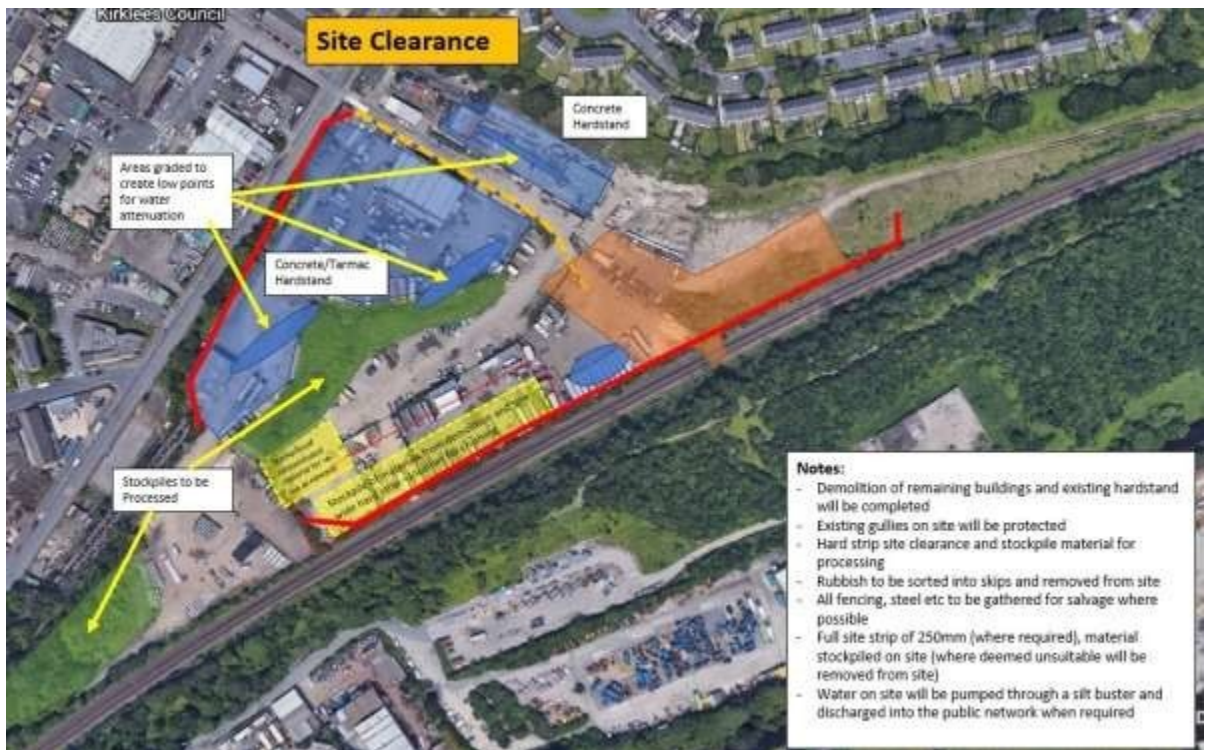 Kirklees Council
Site Clearance
Concrete
Hardstand
Areas graded to
create low points
for water
attenuation
Concrete/Tarmac
Hardstand
Stockpiles to be
Processed
Notes:
- Demolition of remaining buildings and existing hardstand
will be completed
- Existing gullies on site will be protected
- Hard strip site clearance and stockpile material for
processing
- Rubbish to be sorted into skips and removed from site
- All fencing, steel etc to be gathered for salvage where
possible
- Full site strip of 250mm (where required), material
stockpiled on site (where deemed unsuitable will be
removed from site)
- Water on site will be pumped through a silt buster and
discharged into the public network when required